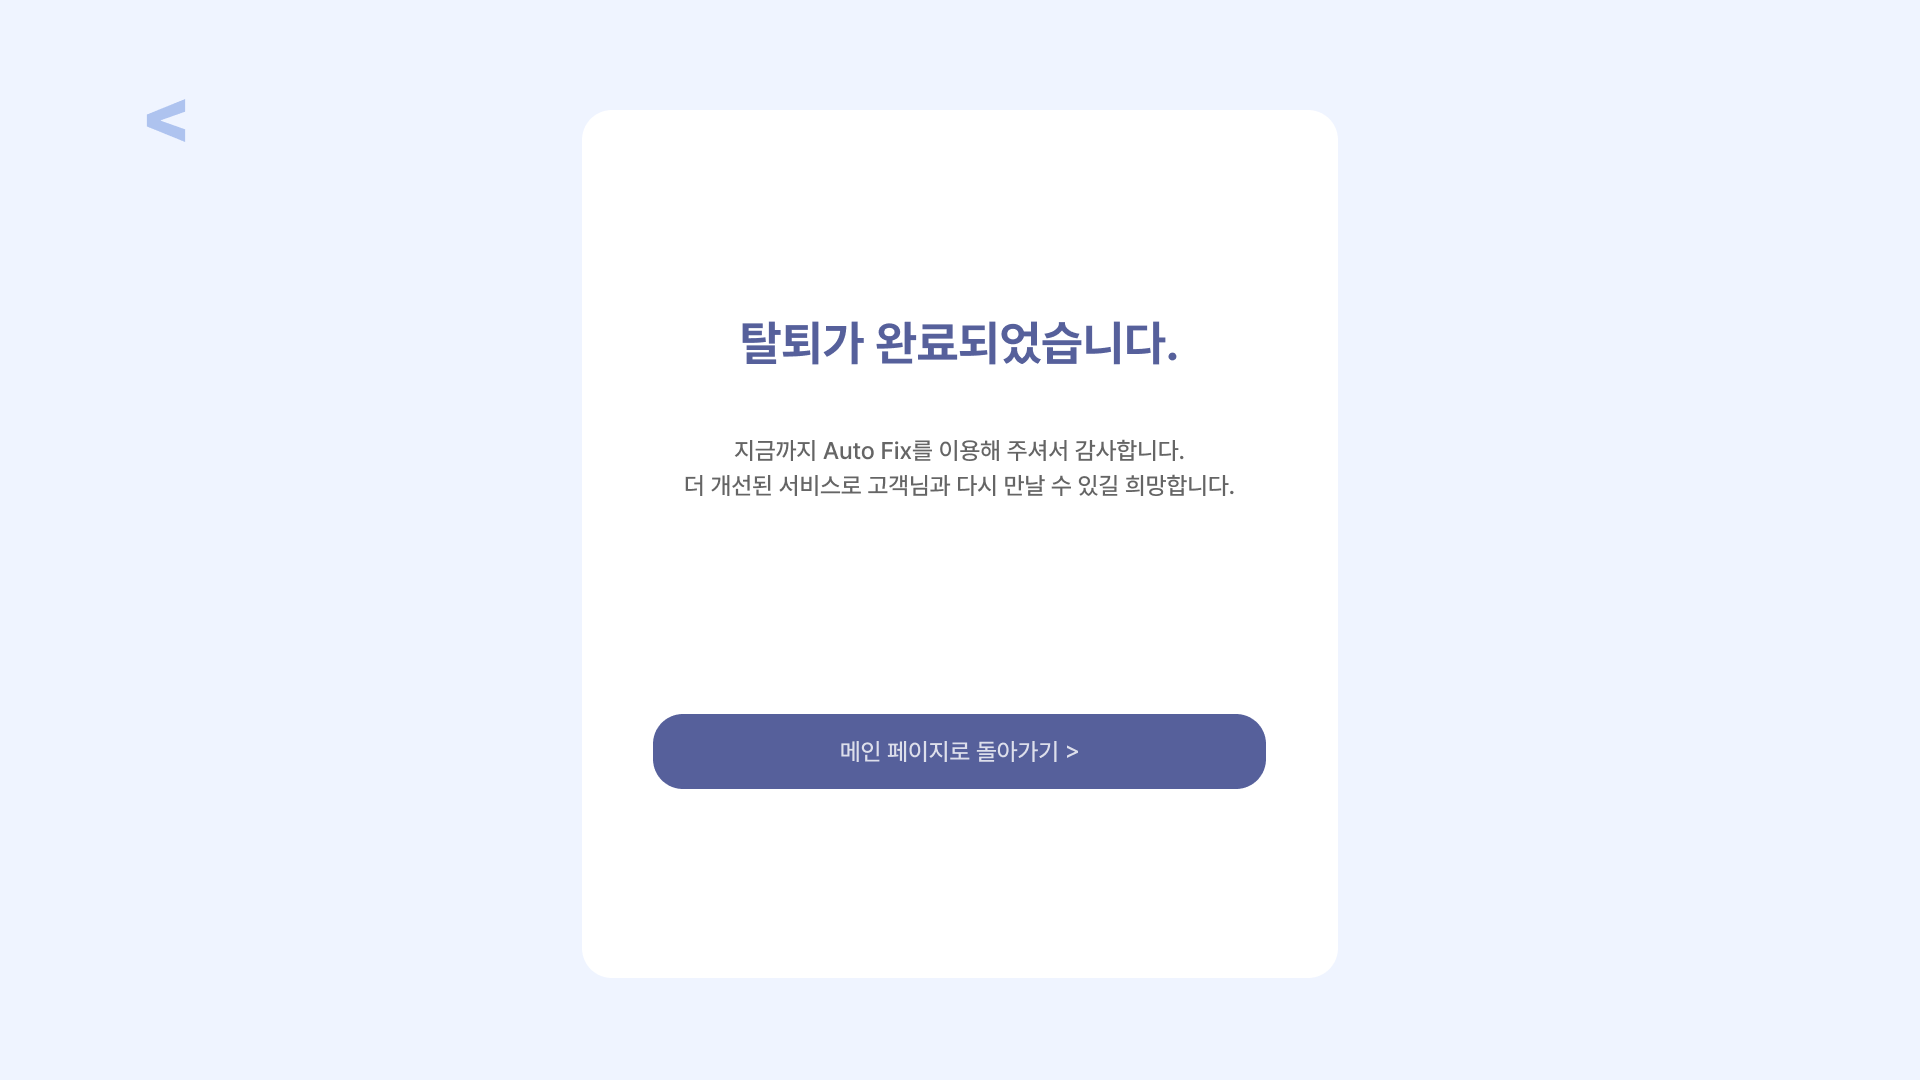 <
탈퇴가 완료되었습니다.
지금까지 Auto Fix를 이용해 주셔서 감사합니다.
더 개선된 서비스로 고객님과 다시 만날 수 있길 희망합니다.
메인 페이지로 돌아가기 >